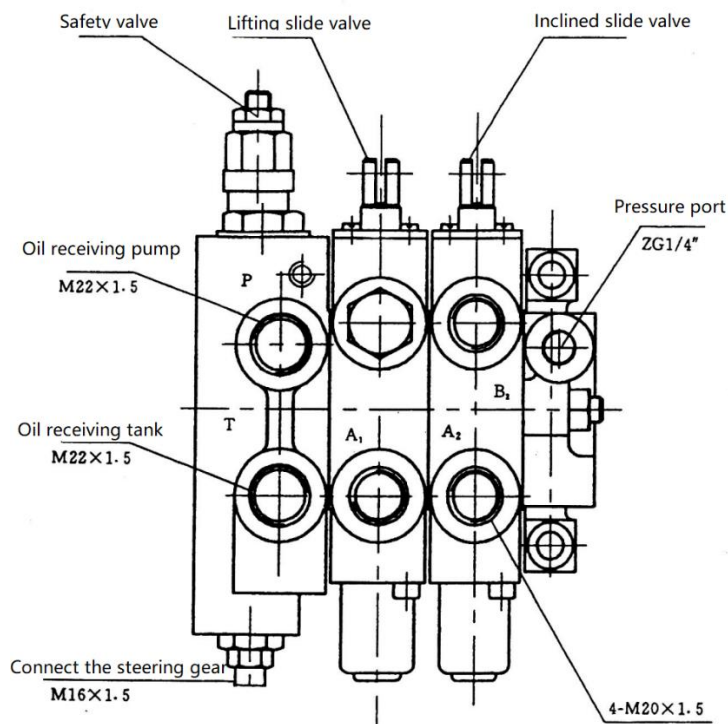 Safety valve
Lifting slide valve
Inclined slide valve
Pressure port
ZG1/4"
Oil receiving pump
M22×1.5
P
B₂
T
A₁
A₂
Oil receiving tank
M22×1.5
Connect the steering gear
M16×1.5
4-M20×1.5